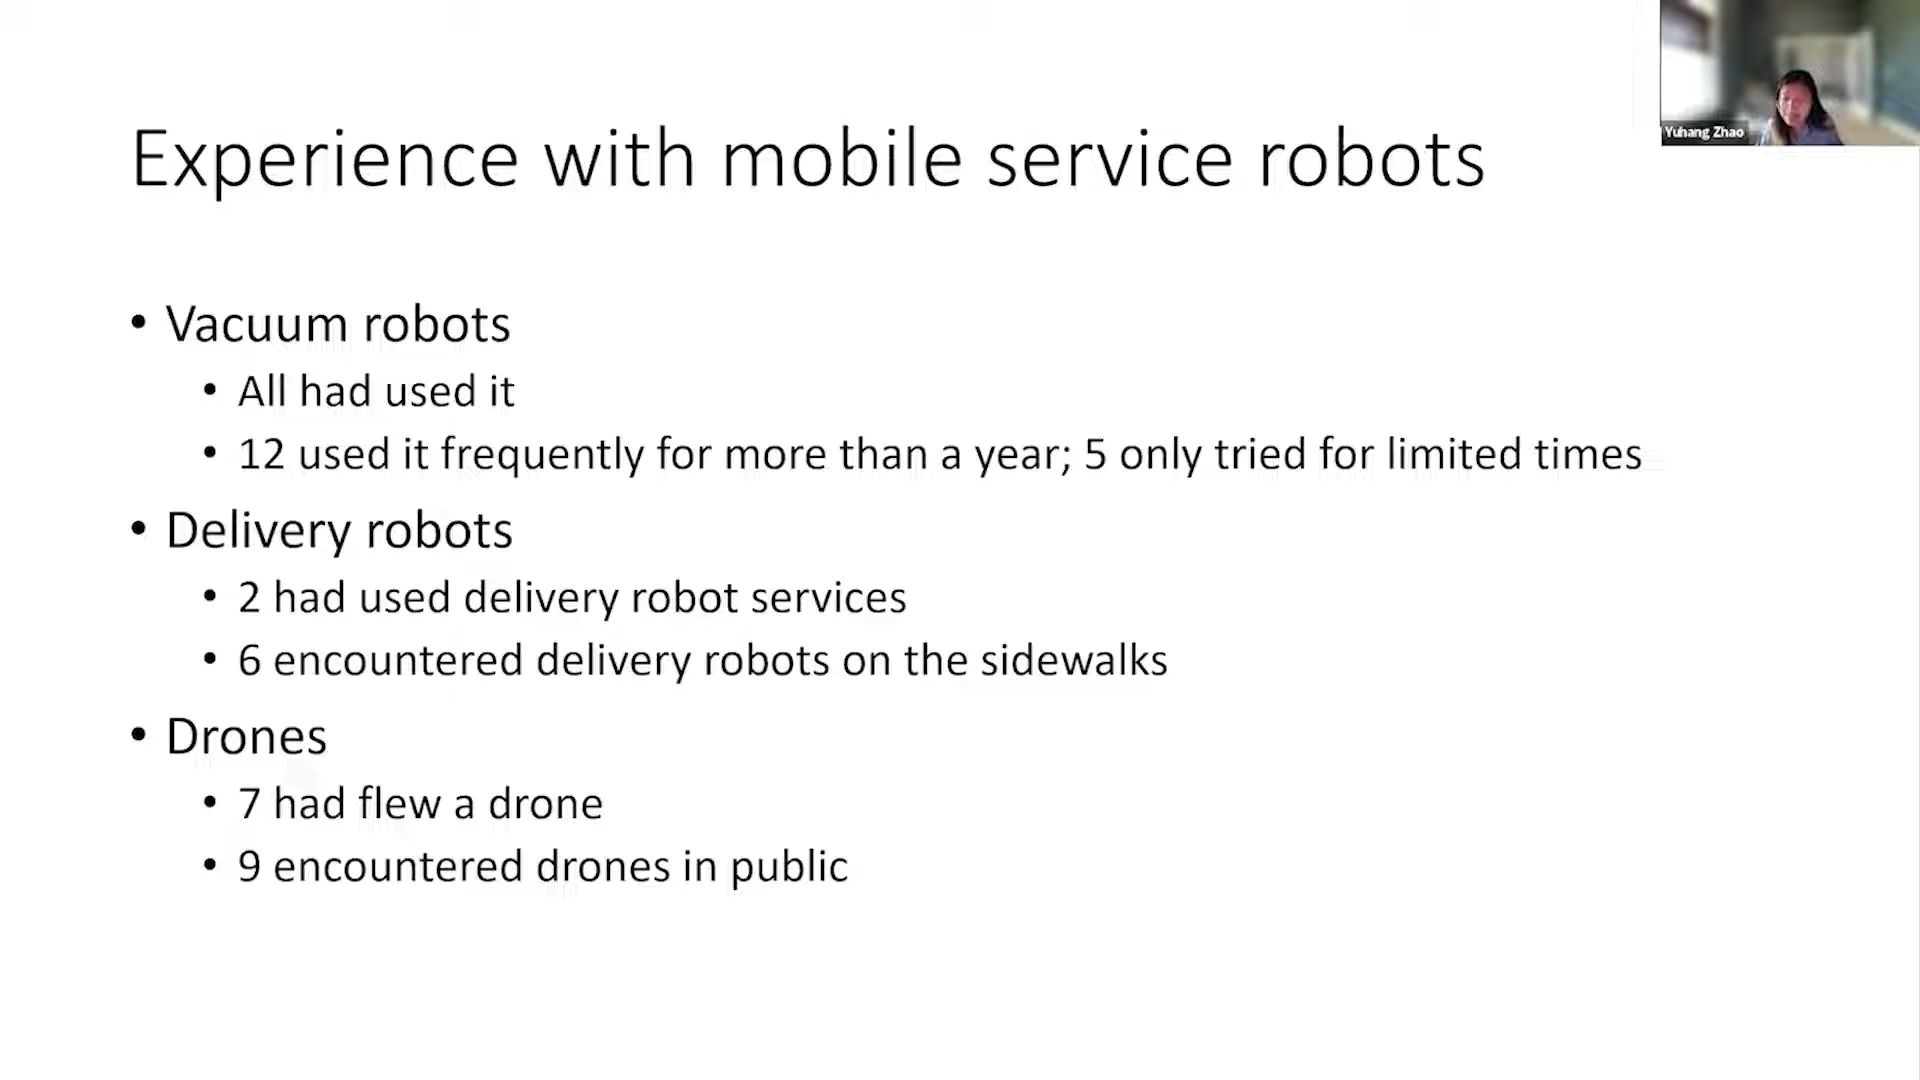 Experience with mobile service robots
Yuhang Zhao
• Vacuum robots
• All had used it
• 12 used it frequently for more than a year; 5 only tried for limited times
• Delivery robots
• 2 had used delivery robot services
• 6 encountered delivery robots on the sidewalks
• Drones
• 7 had flew a drone
• 9 encountered drones in public